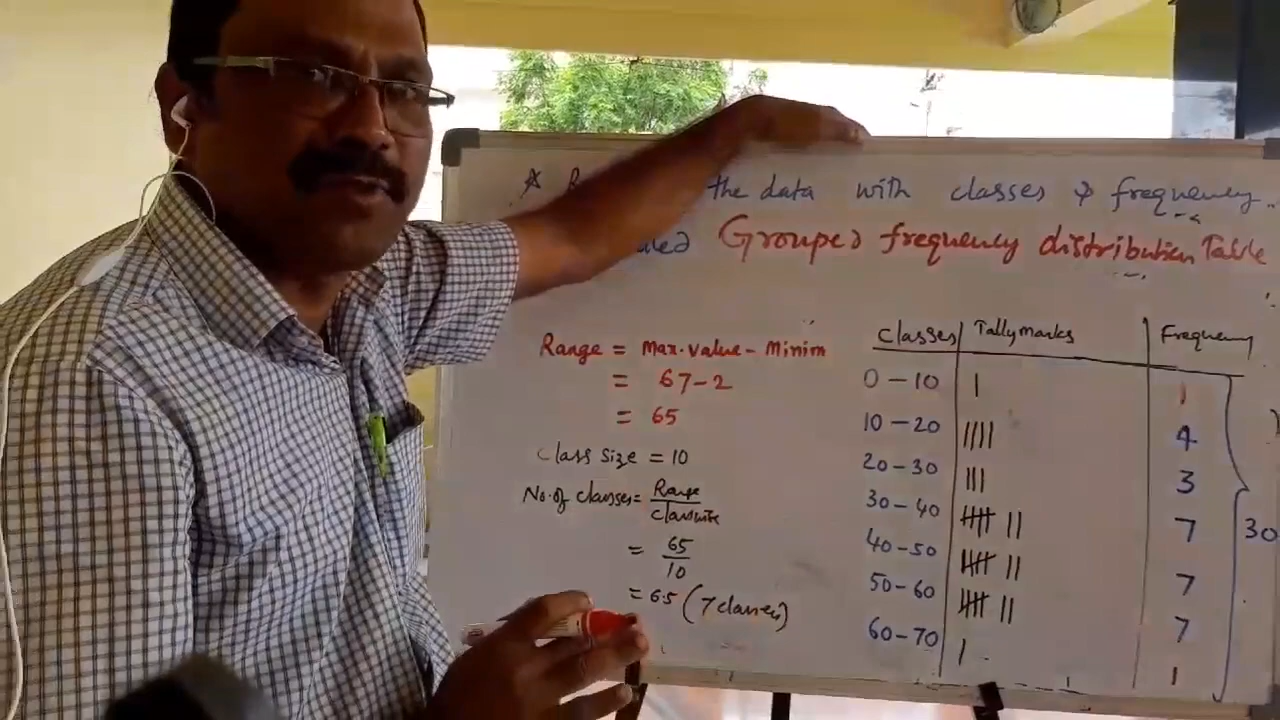 the data with classes & frequency.
Grouped frequency distribution Table
Range = Max.value - Minim
= 67-2
= 65
Class size = 10
No.of classes = Range
= 65/10
= 6.5 (7 classes)
Classes Tallymarks Frequency
0-10 | 1
10-20 |||| 4
20-30 ||| 3
30-40 |||| || 7
40-50 |||| || 7
50-60 |||| || 7
60-70 | 1
30